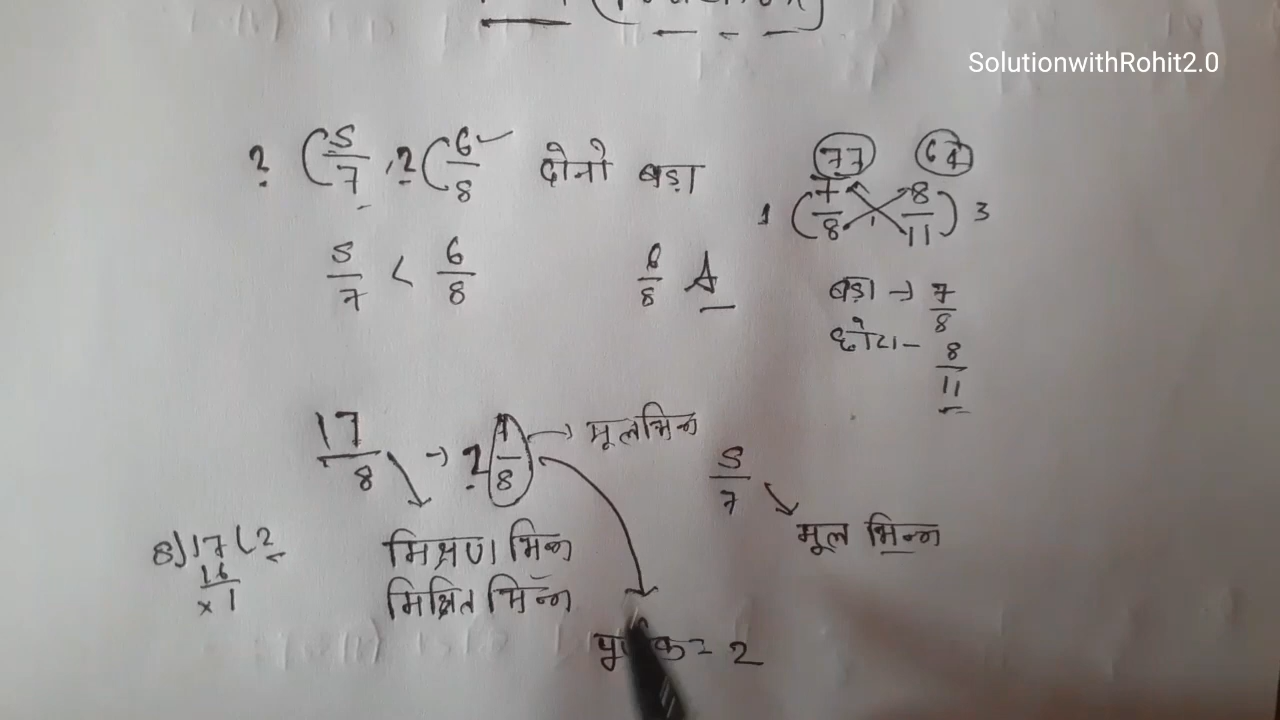 SolutionwithRohit2.0
? (5/7 , ? (6/8 दोनो बड़ा
5/7 < 6/8 6/8 A
77 64
1 (7/8 8/11) 3
बड़ा → 7/8
छोटा – 8/11
17/8 → 2 1/8 → मूलभिन्न
5/7
मूल भिन्न
8)17(2
16
× 1
मिश्रण भिन्न
मिश्रित भिन्न
= 2